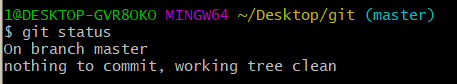 1@DESKTOP-GVR8OKO MINGW64 ~/Desktop/git (master)
$ git status
On branch master
nothing to commit, working tree clean